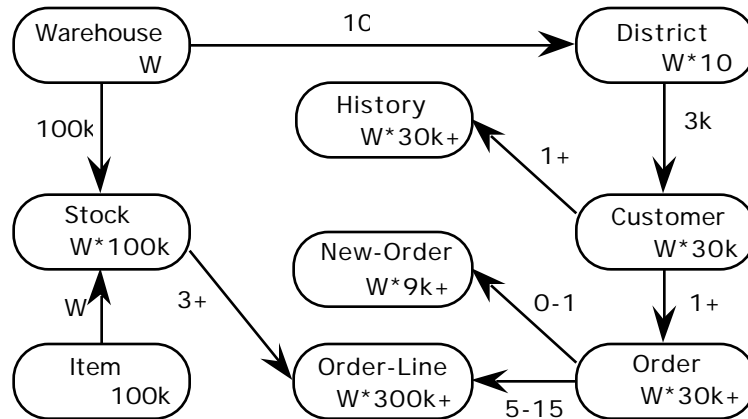 10
Warehouse
W
District
W*10
100k
History
W*30k+
3k
1+
Stock
W*100k
Customer
W*30k
New-Order
W*9k+
W
3+
0-1
1+
Item
100k
Order-Line
W*300k+
5-15
Order
W*30k+